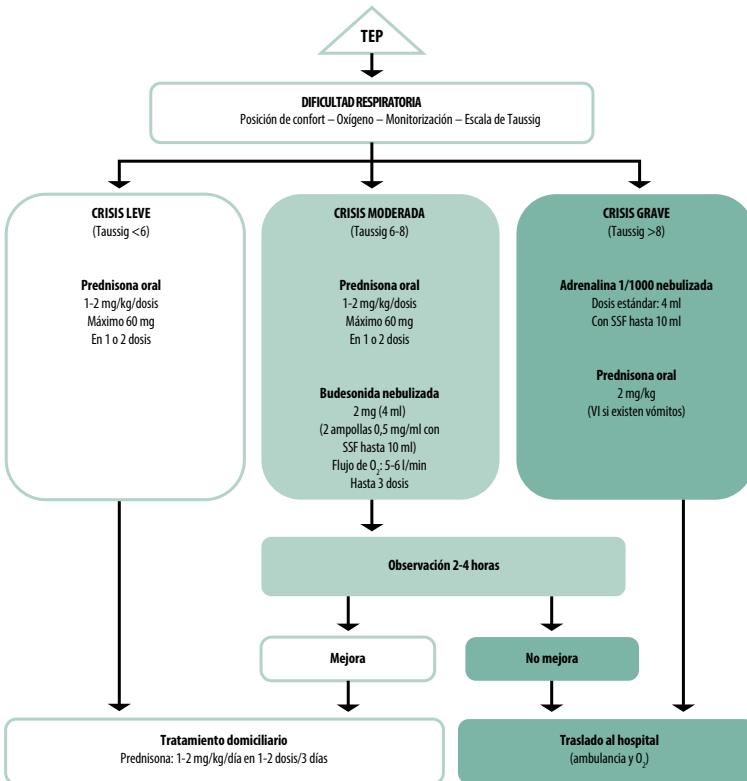 TEP
DIFICULTAD RESPIRATORIA
Posición de confort – Oxígeno – Monitorización – Escala de Taussig
CRISIS LEVE
(Taussig <6)
Prednisona oral
1-2 mg/kg/dosis
Máximo 60 mg
En 1 o 2 dosis
CRISIS MODERADA
(Taussig 6-8)
Prednisona oral
1-2 mg/kg/dosis
Máximo 60 mg
En 1 o 2 dosis
Budesonida nebulizada
2 mg (4 ml)
(2 ampollas 0,5 mg/ml con
SSF hasta 10 ml)
Flujo de O₂: 5-6 l/min
Hasta 3 dosis
CRISIS GRAVE
(Taussig >8)
Adrenalina 1/1000 nebulizada
Dosis estándar: 4 ml
Con SSF hasta 10 ml
Prednisona oral
2 mg/kg
(VI si existen vómitos)
Observación 2-4 horas
Mejora
No mejora
Tratamiento domiciliario
Prednisona: 1-2 mg/kg/día en 1-2 dosis/3 días
Traslado al hospital
(ambulancia y O₂)